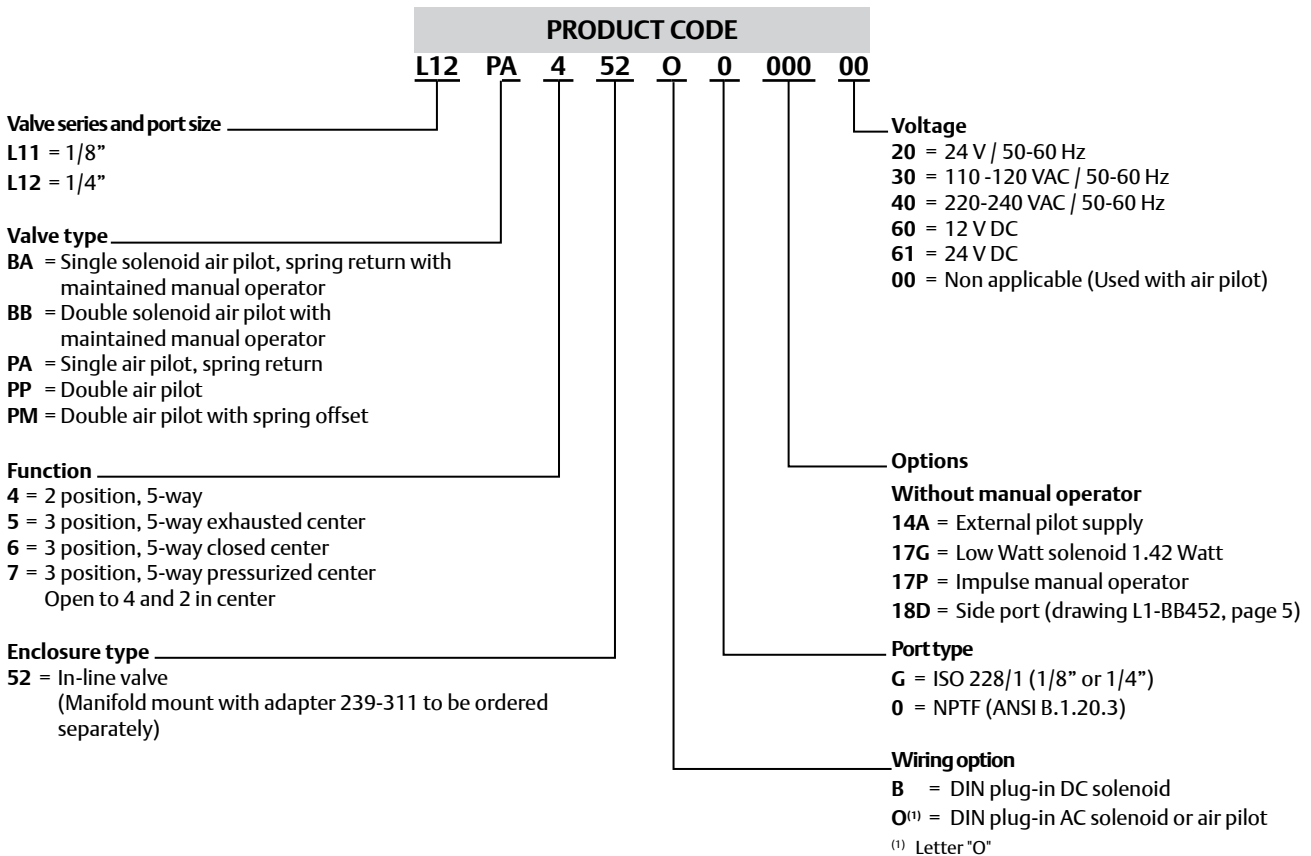 PRODUCT CODE
L12 PA 4 52 O 0 000 00
Valve series and port size
L11 = 1/8”
L12 = 1/4”
Valve type
BA = Single solenoid air pilot, spring return with
maintained manual operator
BB = Double solenoid air pilot with
maintained manual operator
PA = Single air pilot, spring return
PP = Double air pilot
PM = Double air pilot with spring offset
Function
4 = 2 position, 5-way
5 = 3 position, 5-way exhausted center
6 = 3 position, 5-way closed center
7 = 3 position, 5-way pressurized center
Open to 4 and 2 in center
Enclosure type
52 = In-line valve
(Manifold mount with adapter 239-311 to be ordered
separately)
Voltage
20 = 24 V / 50-60 Hz
30 = 110 -120 VAC / 50-60 Hz
40 = 220-240 VAC / 50-60 Hz
60 = 12 V DC
61 = 24 V DC
00 = Non applicable (Used with air pilot)
Options
Without manual operator
14A = External pilot supply
17G = Low Watt solenoid 1.42 Watt
17P = Impulse manual operator
18D = Side port (drawing L1-BB452, page 5)
Port type
G = ISO 228/1 (1/8” or 1/4”)
0 = NPTF (ANSI B.1.20.3)
Wiring option
B = DIN plug-in DC solenoid
O(1) = DIN plug-in AC solenoid or air pilot
(1) Letter "O"